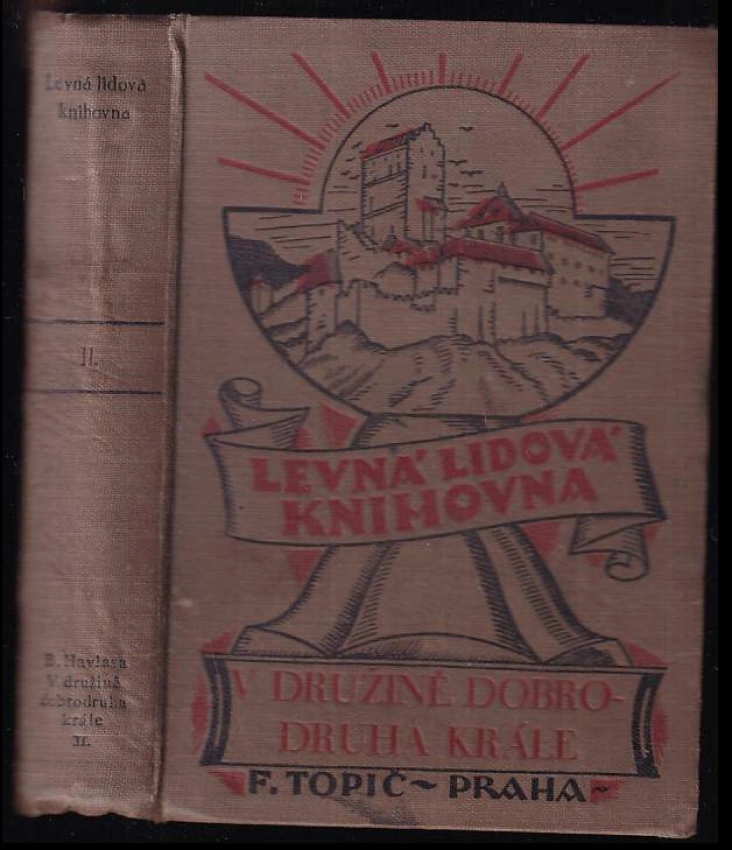 Levná lidová
knihovna
II.
B. Havlasa
V družině
dobrodruha
krále
II.
LEVNÁ LIDOVÁ
KNIHOVNA
V DRUŽINĚ DOBRO-
DRUHA KRÁLE
F. TOPIČ~ PRAHA~